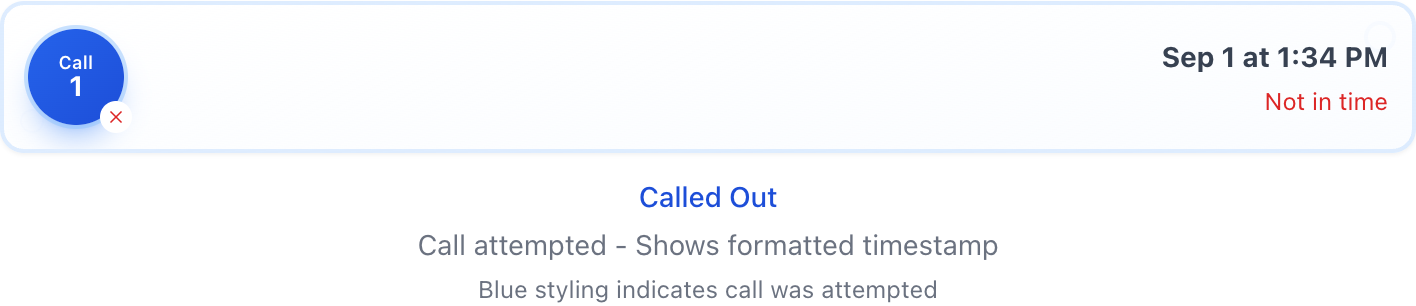 Call
1
Sep 1 at 1:34 PM
Not in time
Called Out
Call attempted - Shows formatted timestamp
Blue styling indicates call was attempted